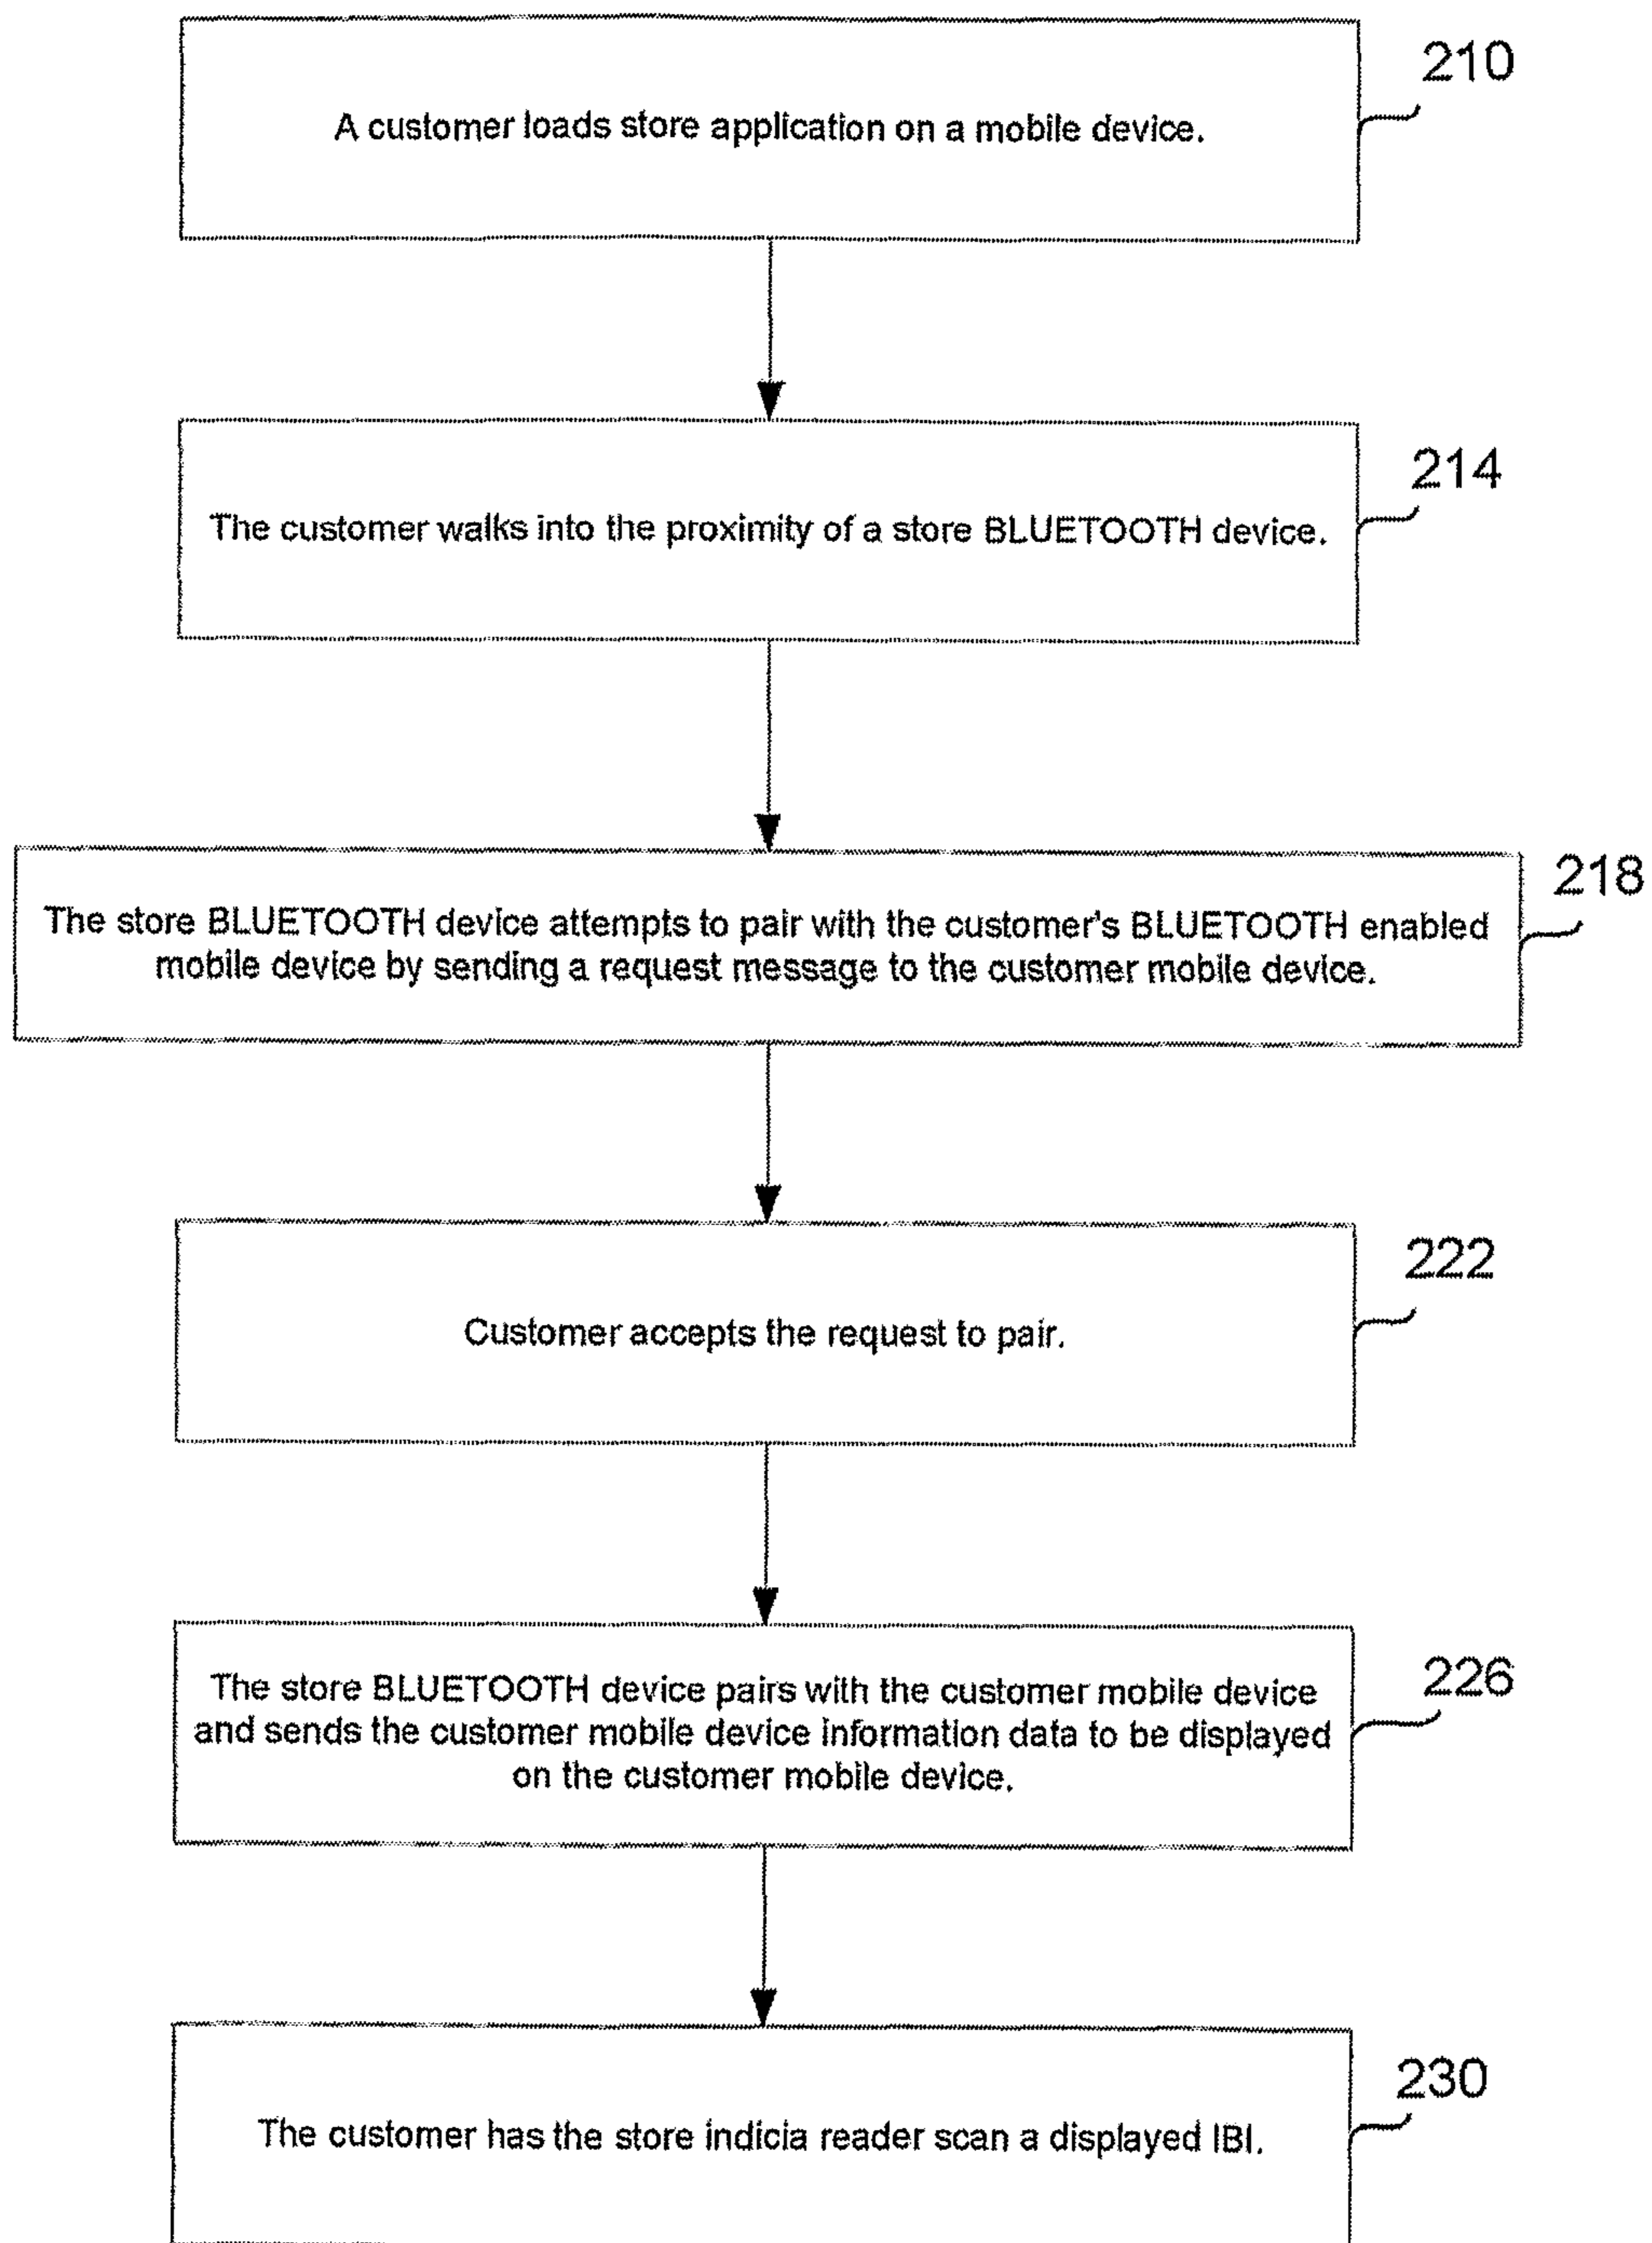 210
A customer loads store application on a mobile device.
214
The customer walks into the proximity of a store BLUETOOTH device.
218
The store BLUETOOTH device attempts to pair with the customer's BLUETOOTH enabled
mobile device by sending a request message to the customer mobile device.
222
Customer accepts the request to pair.
226
The store BLUETOOTH device pairs with the customer mobile device
and sends the customer mobile device information data to be displayed
on the customer mobile device.
230
The customer has the store indicia reader scan a displayed IBI.